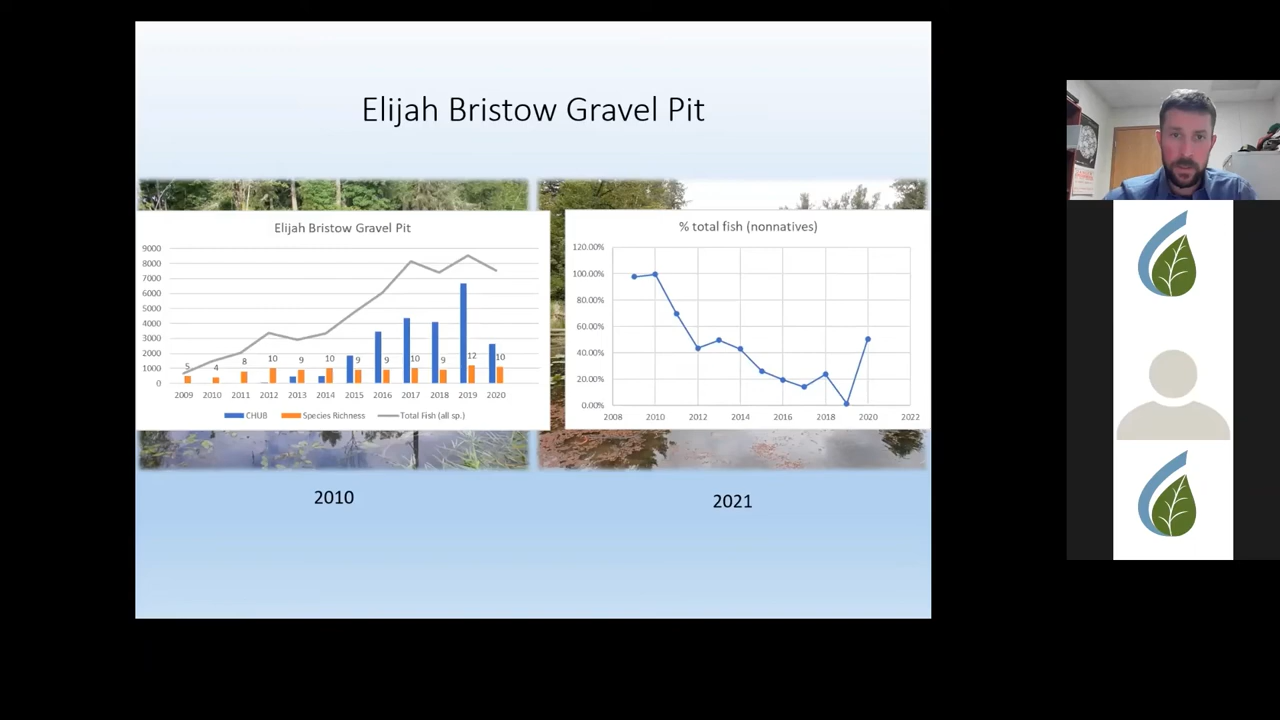 Elijah Bristow Gravel Pit
Elijah Bristow Gravel Pit
9000
8000
7000
6000
5000
4000
3000
2000
1000
0
5 4 8 10 9 10 9 9 10 9 12 10
2009 2010 2011 2012 2013 2014 2015 2016 2017 2018 2019 2020
CHUB Species Richness Total Fish (all sp.)
% total fish (nonnatives)
120.00%
100.00%
80.00%
60.00%
40.00%
20.00%
0.00%
2008 2010 2012 2014 2016 2018 2020 2022
2010
2021